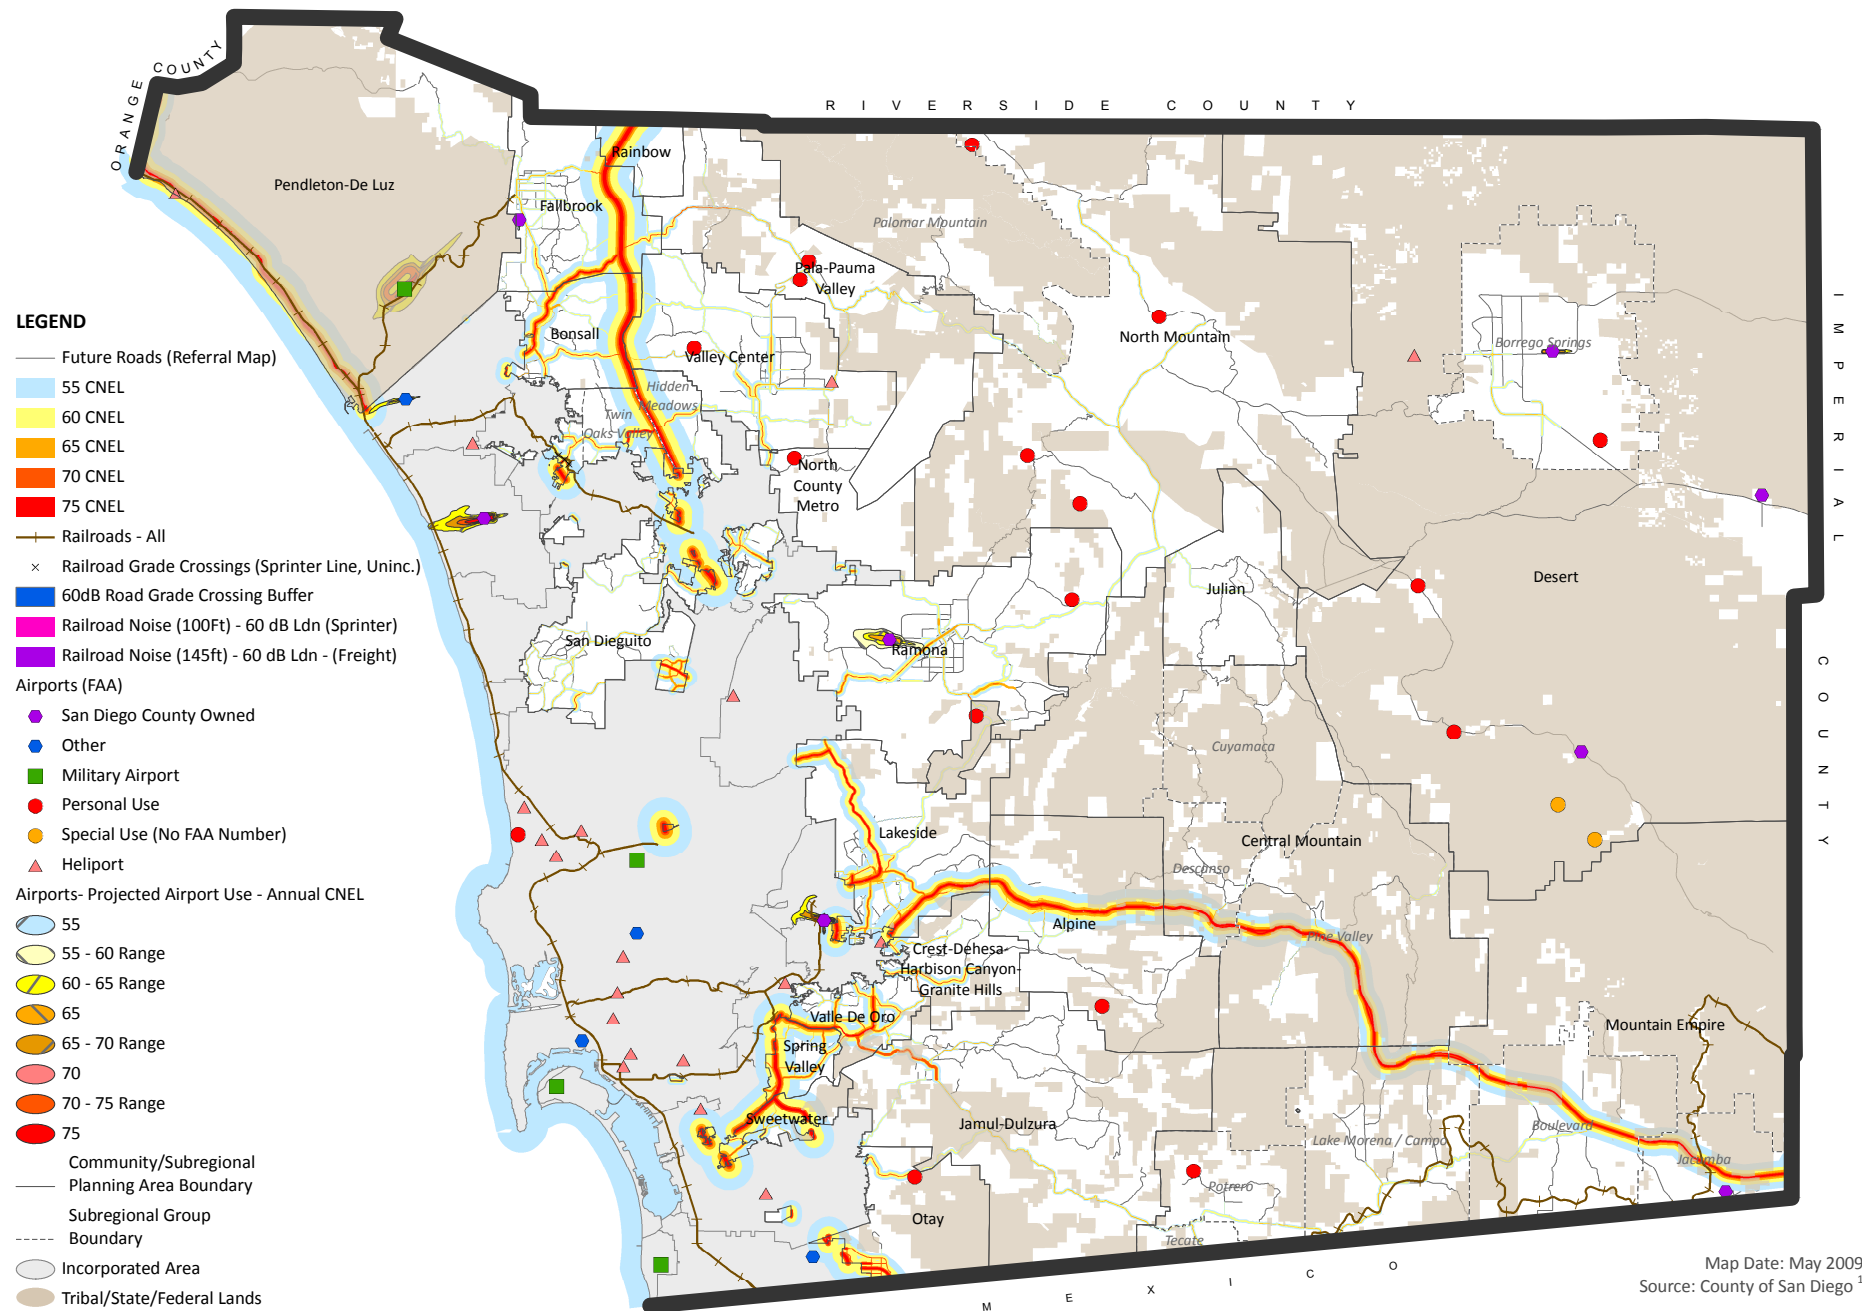 ORANGE COUNTY
RIVERSIDE COUNTY
IMPERIAL COUNTY
MEXICO
Rainbow
Pendleton-De Luz
Fallbrook
Palomar Mountain
Pala-Pauma
Valley
Bonsall
Valley Center
North Mountain
Borrego Springs
Hidden
Meadows
Twin
Oaks Valley
North
County
Metro
Desert
Julian
San Dieguito
Ramona
Cuyamaca
Lakeside
Central Mountain
Descanso
Alpine
Pine Valley
Crest-Dehesa-
Harbison Canyon-
Granite Hills
Valle De Oro
Mountain Empire
Spring
Valley
Sweetwater
Jamul-Dulzura
Lake Morena / Campo
Boulevard
Jacumba
Potrero
Otay
Tecate
LEGEND
Future Roads (Referral Map)
55 CNEL
60 CNEL
65 CNEL
70 CNEL
75 CNEL
Railroads - All
Railroad Grade Crossings (Sprinter Line, Uninc.)
60dB Road Grade Crossing Buffer
Railroad Noise (100Ft) - 60 dB Ldn (Sprinter)
Railroad Noise (145ft) - 60 dB Ldn - (Freight)
Airports (FAA)
San Diego County Owned
Other
Military Airport
Personal Use
Special Use (No FAA Number)
Heliport
Airports- Projected Airport Use - Annual CNEL
55
55 - 60 Range
60 - 65 Range
65
65 - 70 Range
70
70 - 75 Range
75
Community/Subregional
Planning Area Boundary
Subregional Group
Boundary
Incorporated Area
Tribal/State/Federal Lands
Map Date: May 2009
Source: County of San Diego 1